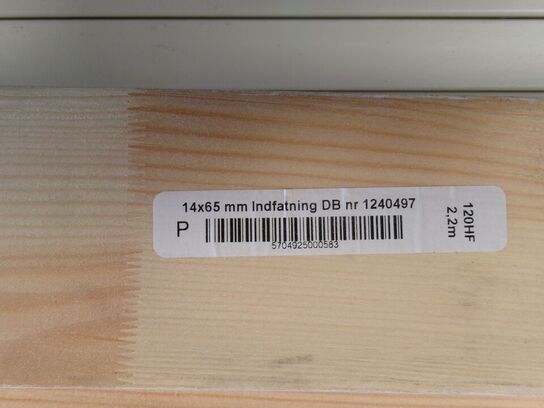 14x65 mm Indfatning DB nr 1240497
P
5704925000583
120HF
2,2m